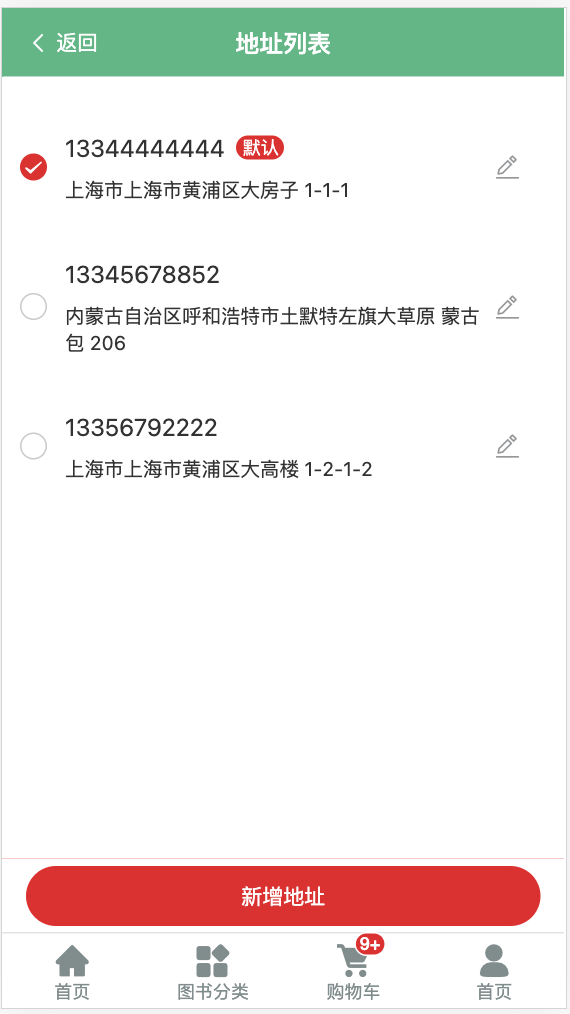 返回
地址列表
13344444444 默认
上海市上海市黄浦区大房子 1-1-1
13345678852
内蒙古自治区呼和浩特市土默特左旗大草原 蒙古
包 206
13356792222
上海市上海市黄浦区大高楼 1-2-1-2
新增地址
9+
首页
图书分类
购物车
首页